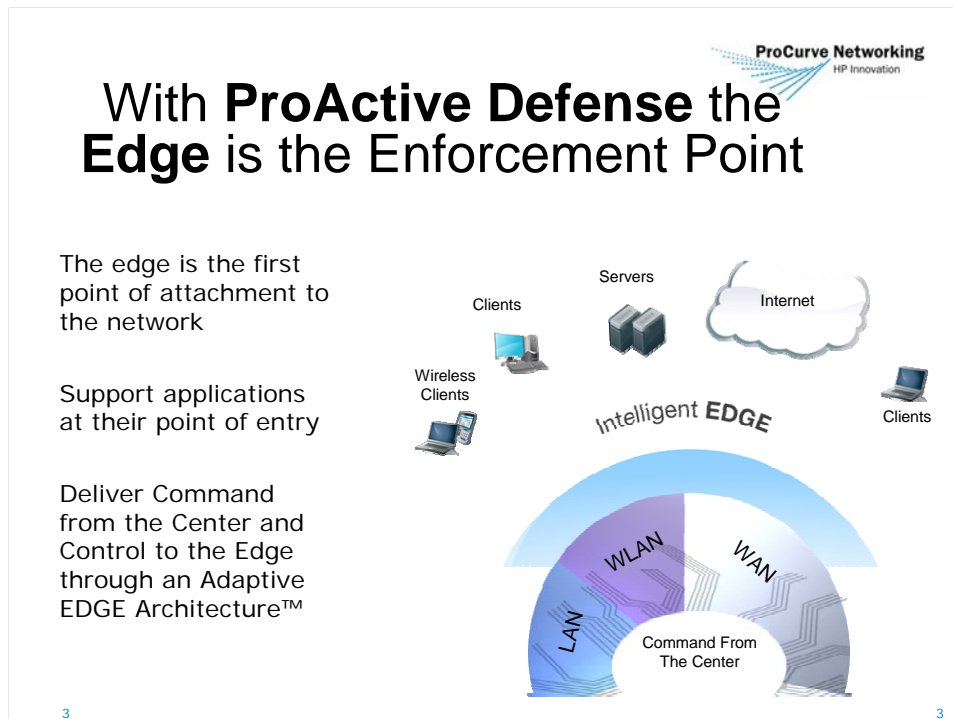 ProCurve Networking
HP Innovation
With ProActive Defense the
Edge is the Enforcement Point
The edge is the first
point of attachment to
the network
Support applications
at their point of entry
Deliver Command
from the Center and
Control to the Edge
through an Adaptive
EDGE Architecture™
Servers
Internet
Clients
Wireless
Clients
Clients
Intelligent EDGE
WLAN
WAN
LAN
Command From
The Center
3
3